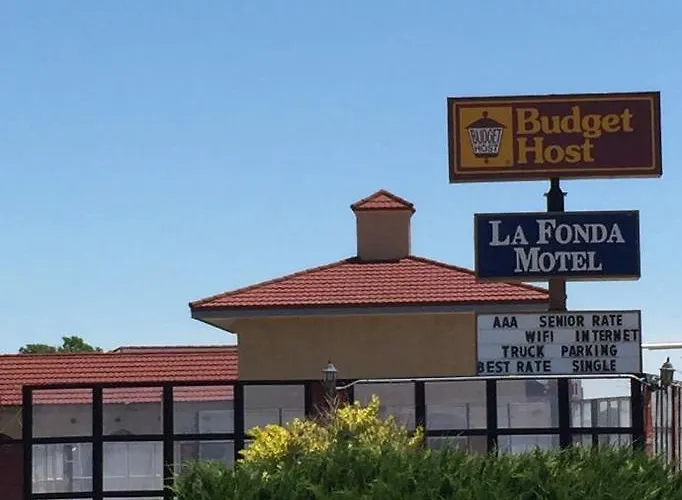 BUDGET
HOST
Budget
Host
LA FONDA
MOTEL
AAA SENIOR RATE
WIFI INTERNET
TRUCK PARKING
BEST RATE SINGLE